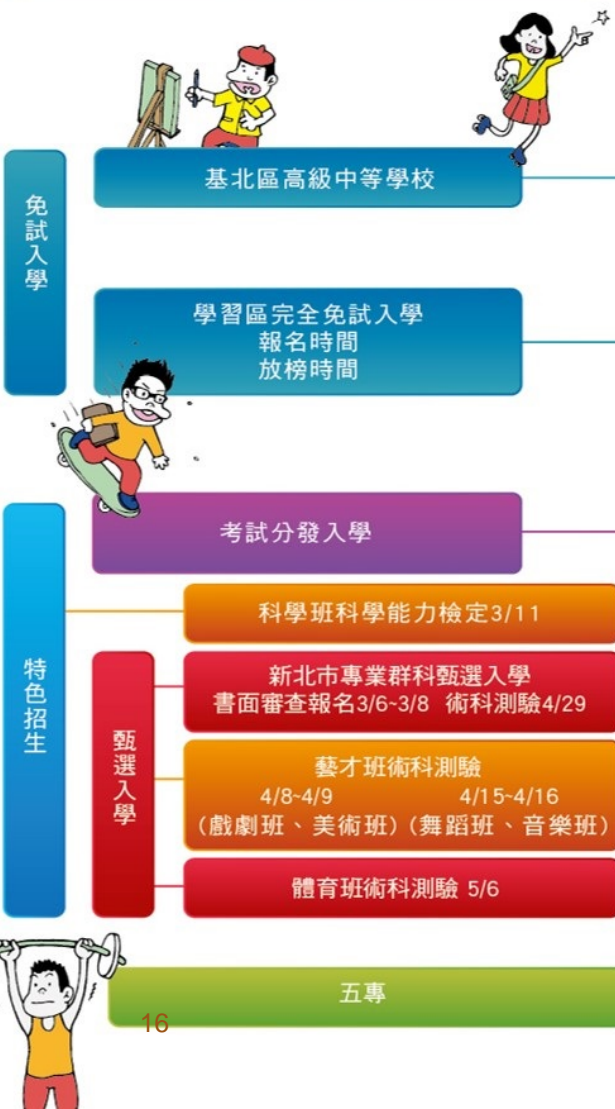 免試入學
基北區高級中等學校
學習區完全免試入學
報名時間
放榜時間
特色招生
考試分發入學
科學班科學能力檢定3/11
甄選入學
新北市專業群科甄選入學
書面審查報名3/6~3/8 術科測驗4/29
藝才班術科測驗
4/8~4/9 4/15~4/16
(戲劇班、美術班) (舞蹈班、音樂班)
體育班術科測驗 5/6
五專
16